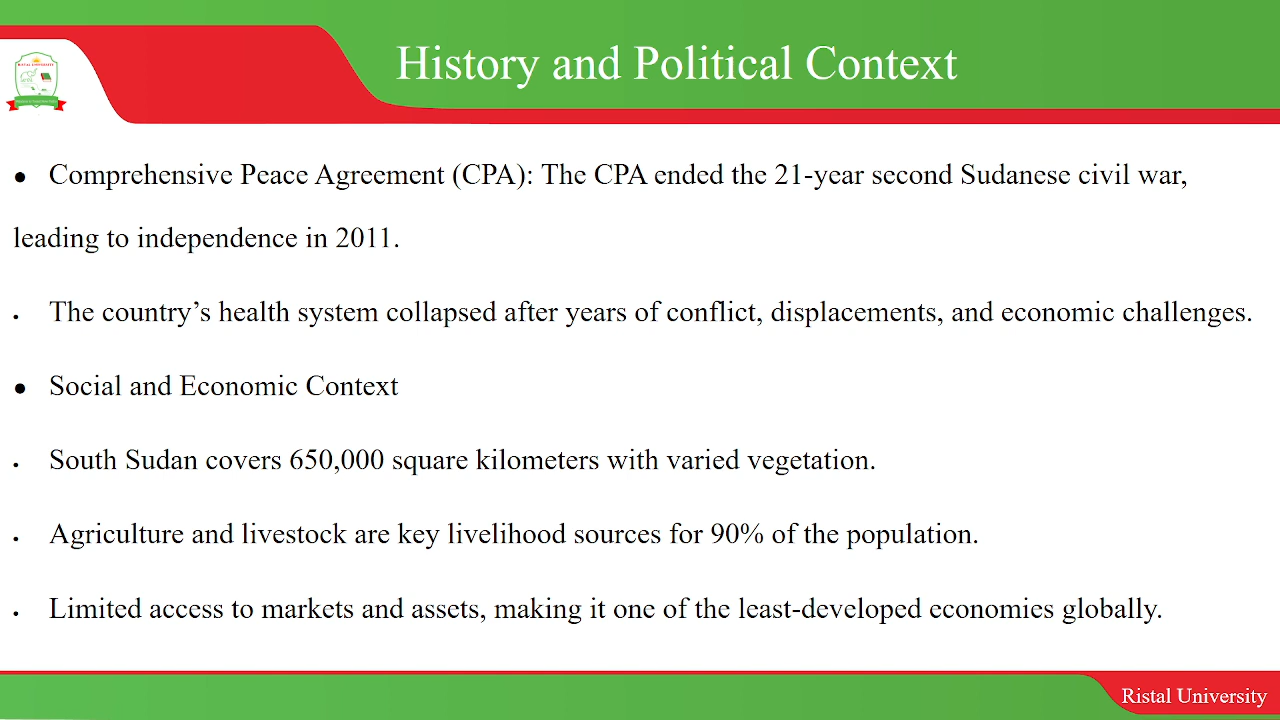 RISTAL UNIVERSITY
History and Political Context
● Comprehensive Peace Agreement (CPA): The CPA ended the 21-year second Sudanese civil war,
leading to independence in 2011.
• The country’s health system collapsed after years of conflict, displacements, and economic challenges.
● Social and Economic Context
• South Sudan covers 650,000 square kilometers with varied vegetation.
• Agriculture and livestock are key livelihood sources for 90% of the population.
• Limited access to markets and assets, making it one of the least-developed economies globally.
Ristal University